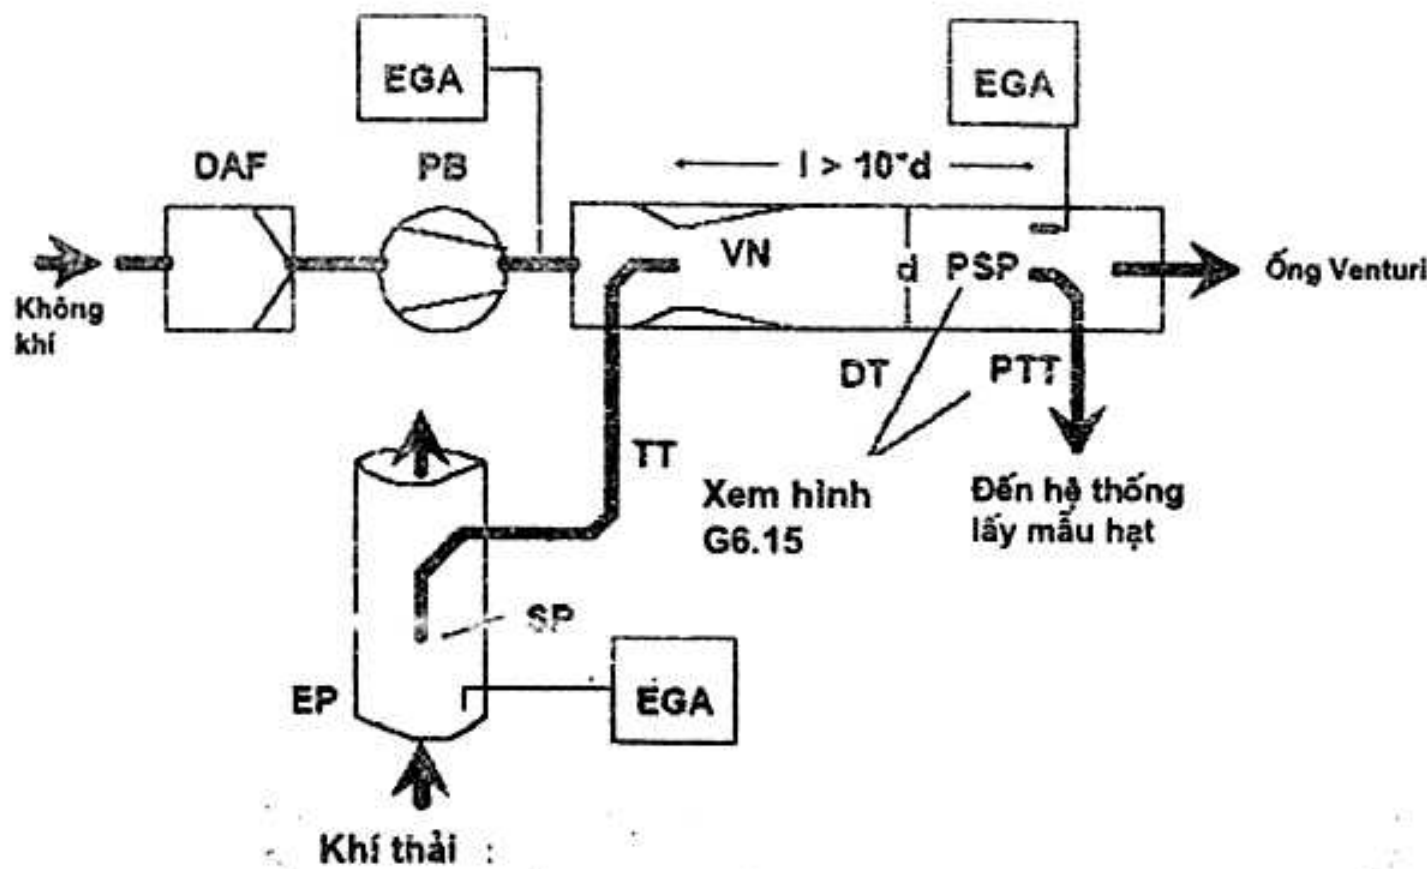 EGA
EGA
DAF
PB
l > 10*d
VN
d
PSP
Ống Venturi
Không
khí
DT
PTT
TT
Xem hình
G6.15
Đến hệ thống
lấy mẫu hạt
SP
EP
EGA
Khí thải :